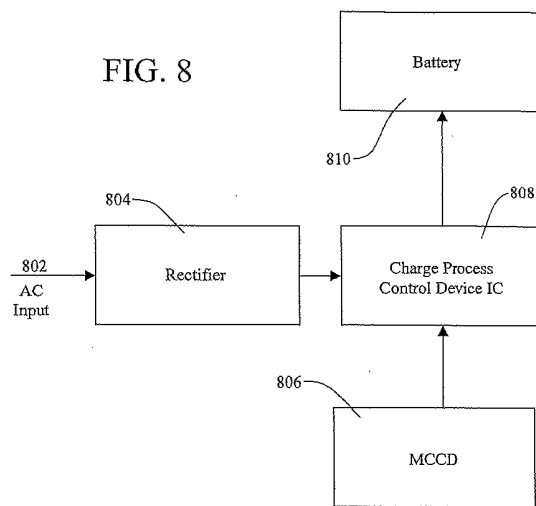 FIG. 8
Battery
810
804
808
802
AC
Input
Rectifier
Charge Process
Control Device IC
806
MCCD